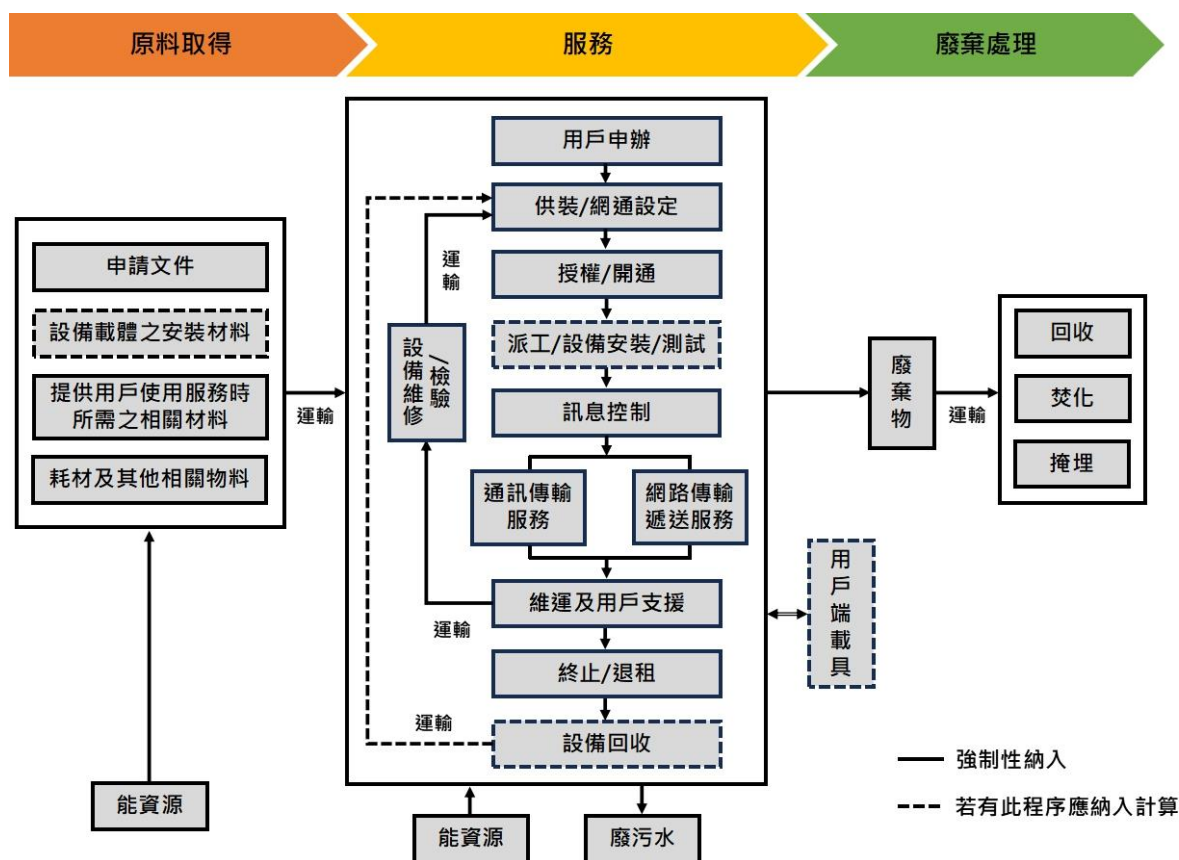 原料取得
服務
廢棄處理
申請文件
設備載體之安裝材料
提供用戶使用服務時
所需之相關材料
耗材及其他相關物料
能資源
運輸
用戶申辦
供裝/網通設定
授權/開通
派工/設備安裝/測試
訊息控制
通訊傳輸
服務
網路傳輸
遞送服務
維運及用戶支援
終止/退租
設備回收
運輸
設備維修
/檢驗
運輸
運輸
能資源
廢污水
廢棄物
運輸
回收
焚化
掩埋
用戶端載具
強制性納入
若有此程序應納入計算